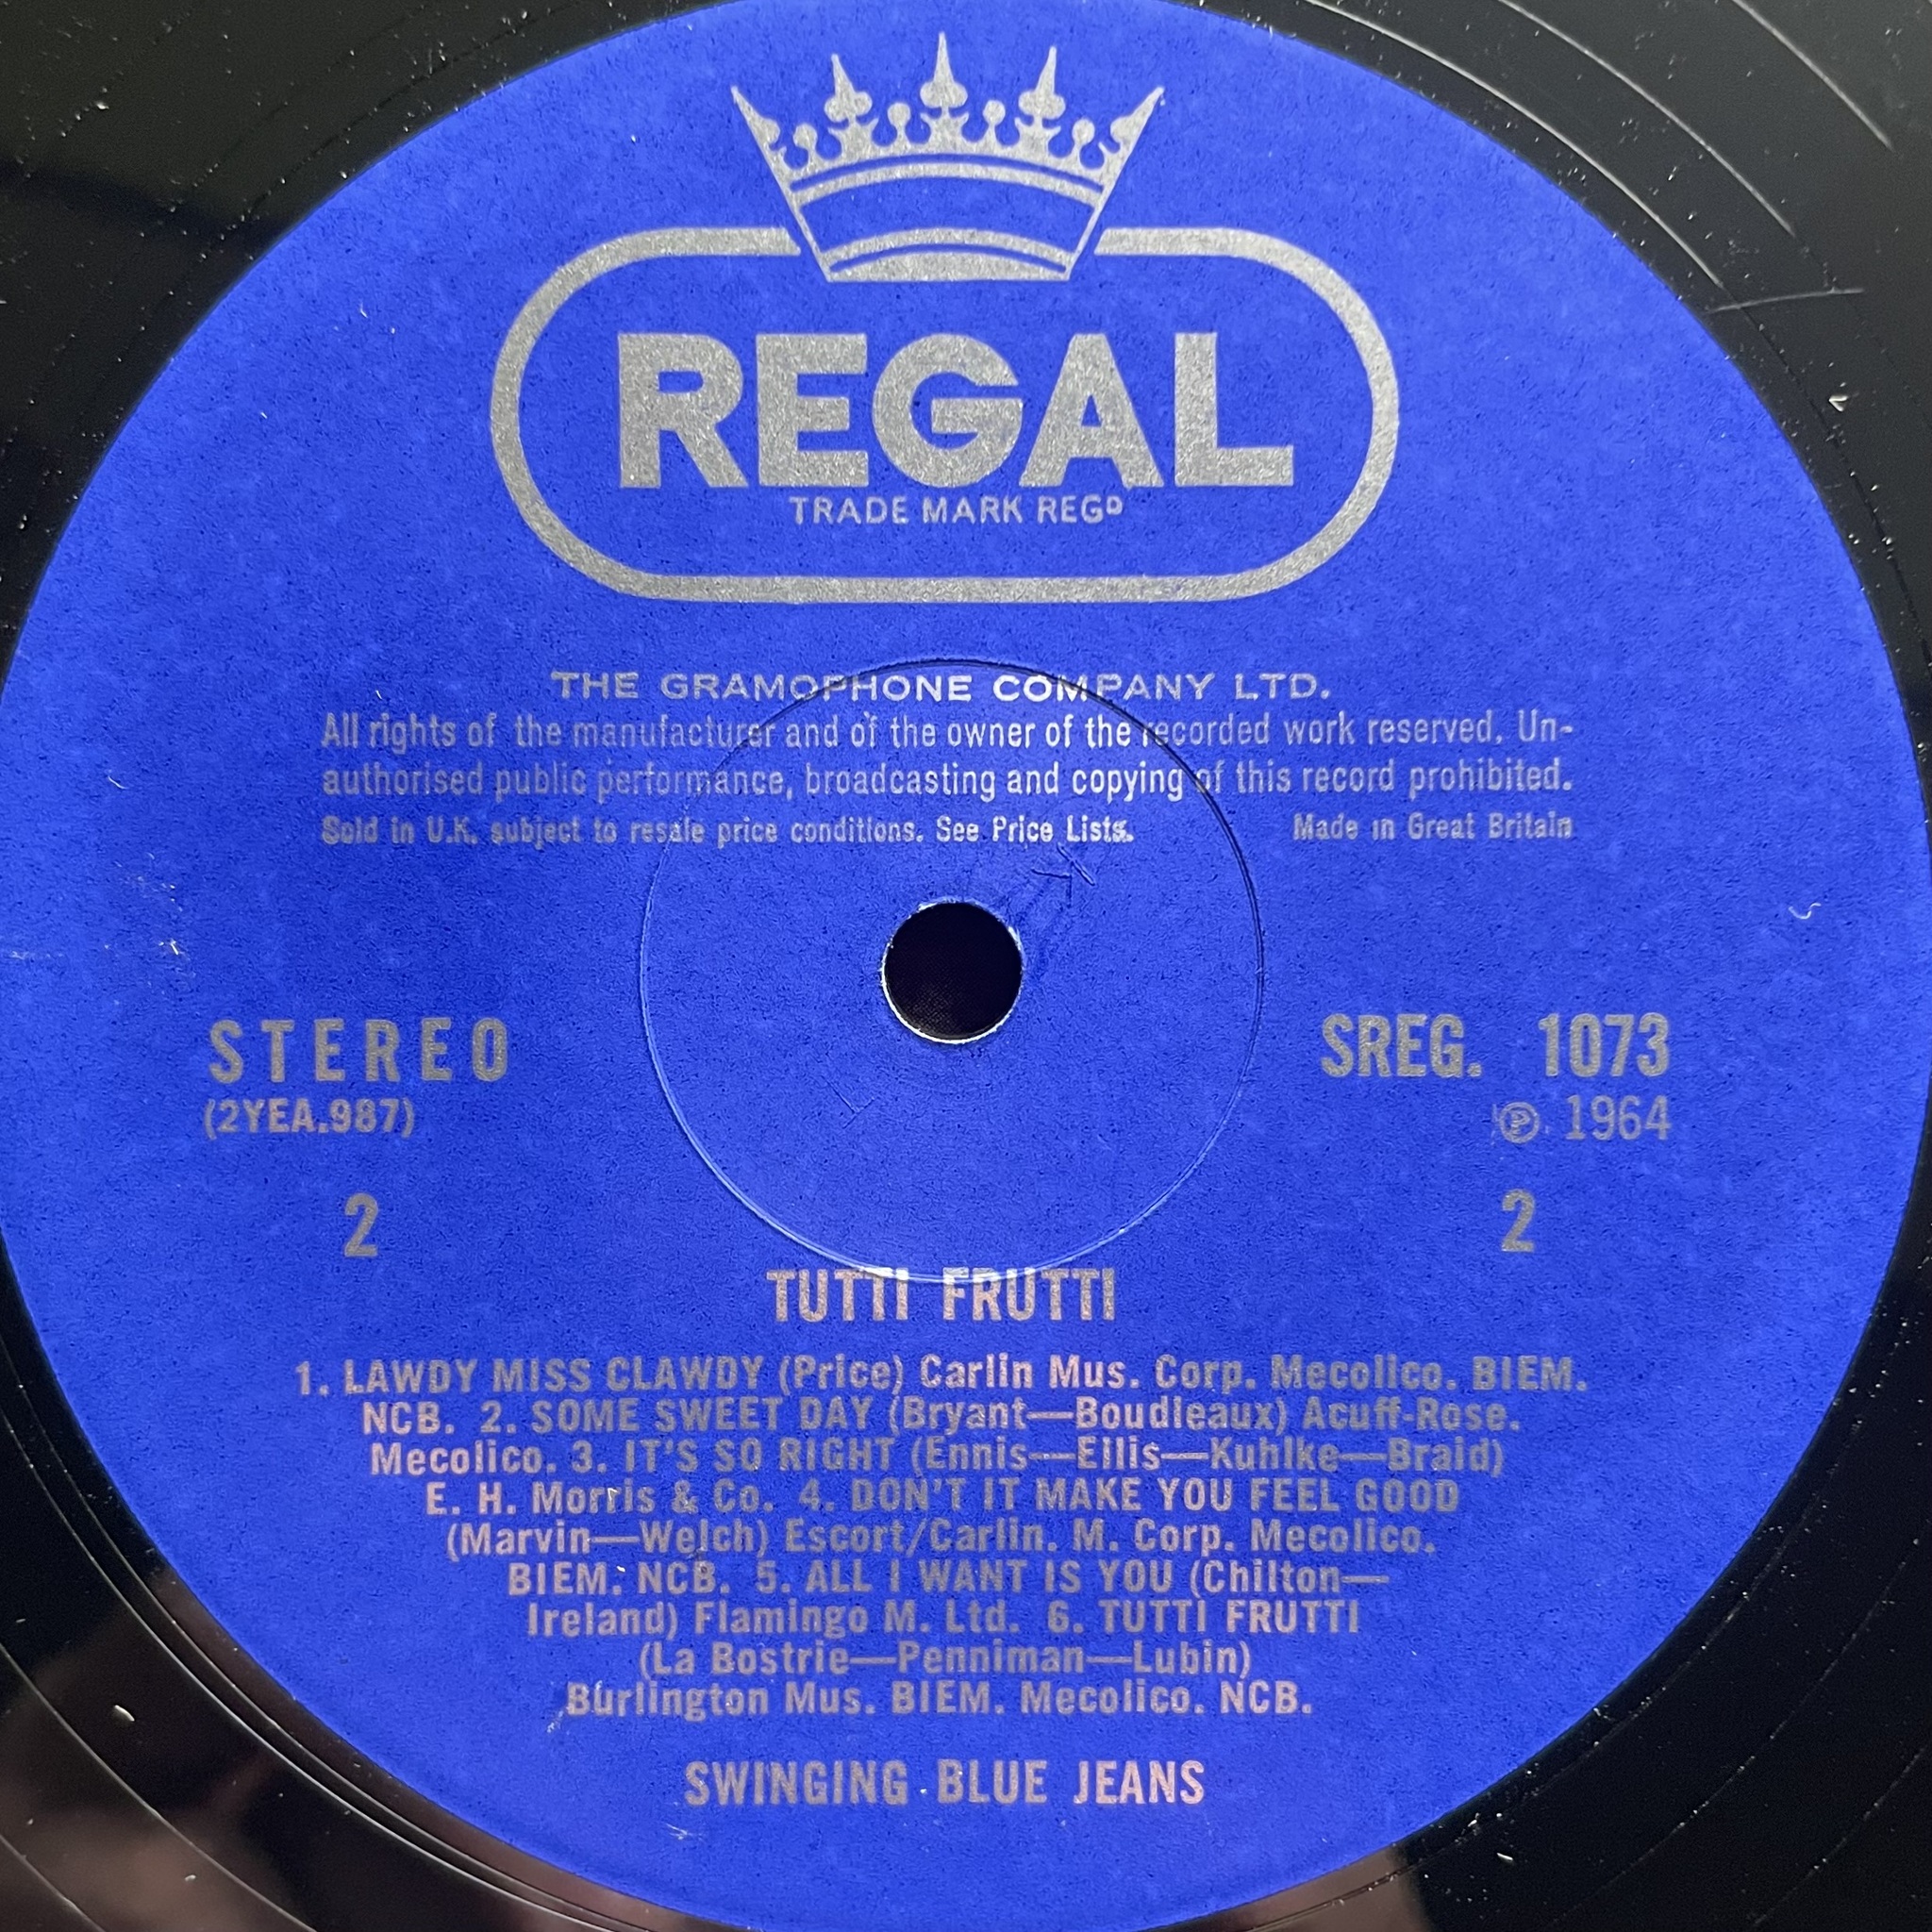 REGAL
TRADE MARK REGD
THE GRAMOPHONE COMPANY LTD.
All rights of the manufacturer and of the owner of the recorded work reserved. Un-
authorised public performance, broadcasting and copying of this record prohibited.
Sold in U.K. subject to resale price conditions. See Price Lists. Made in Great Britain
STEREO SREG. 1073
(2YEA.987) ℗ 1964
2 2
TUTTI FRUTTI
1. LAWDY MISS CLAWDY (Price) Carlin Mus. Corp. Mecolico. BIEM.
NCB. 2. SOME SWEET DAY (Bryant—Boudleaux) Acuff-Rose.
Mecolico. 3. IT'S SO RIGHT (Ennis—Ellis—Kuhlke—Braid)
E. H. Morris & Co. 4. DON'T IT MAKE YOU FEEL GOOD
(Marvin—Welch) Escort/Carlin. M. Corp. Mecolico.
BIEM. NCB. 5. ALL I WANT IS YOU (Chilton—
Ireland) Flamingo M. Ltd. 6. TUTTI FRUTTI
(La Bostrie—Penniman—Lubin)
Burlington Mus. BIEM. Mecolico. NCB.
SWINGING BLUE JEANS